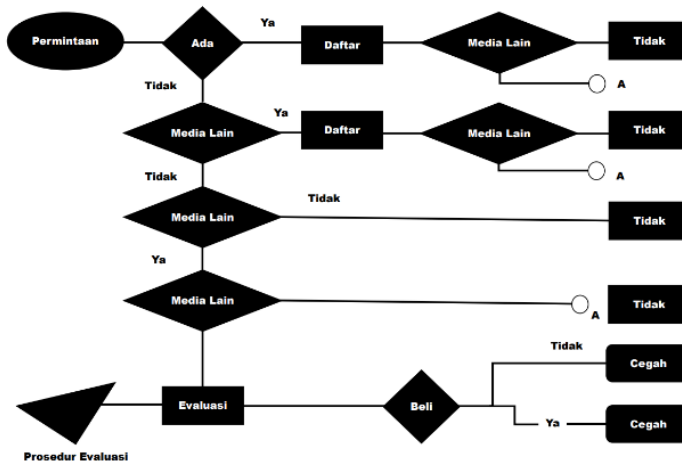 Permintaan
Ada
Ya
Daftar
Media Lain
Tidak
A
Tidak
Media Lain
Ya
Daftar
Media Lain
Tidak
A
Tidak
Media Lain
Tidak
Tidak
Ya
Media Lain
A
Tidak
Tidak
Cegah
Evaluasi
Beli
Ya
Cegah
Prosedur Evaluasi